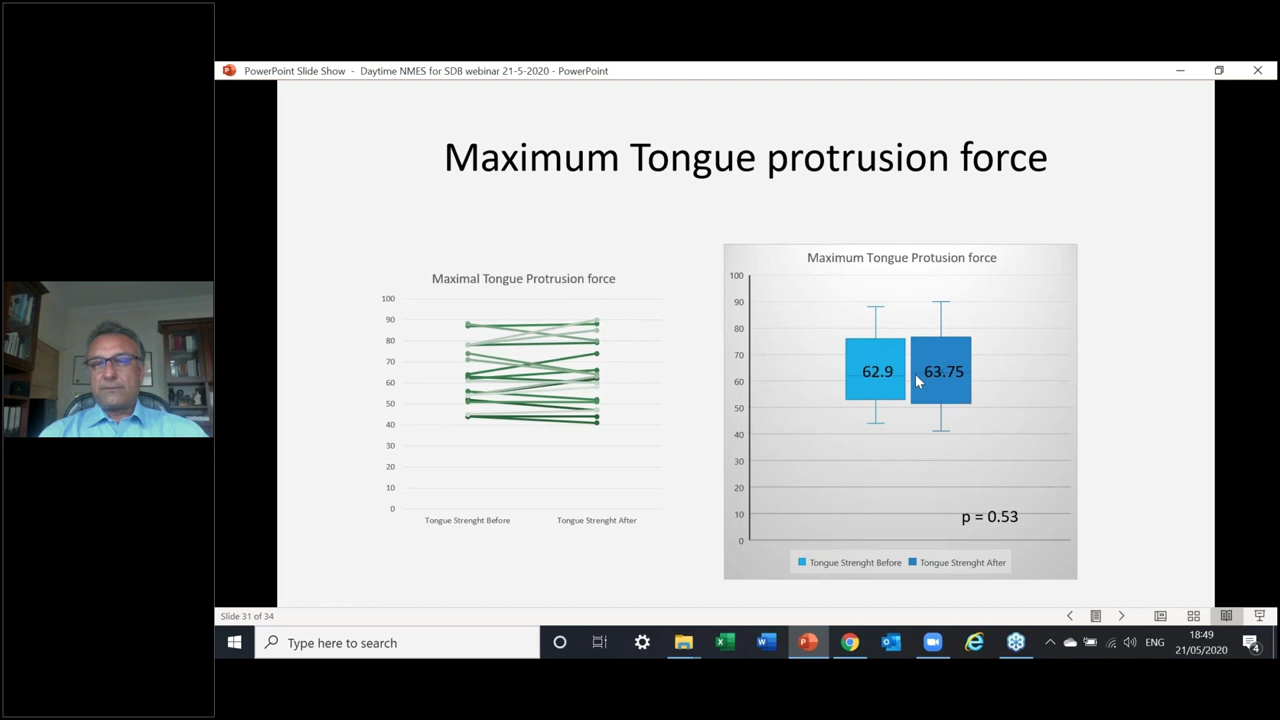 PowerPoint Slide Show - Daytime NMES for SDB webinar 21-5-2020 - PowerPoint
Maximum Tongue protrusion force
Maximal Tongue Protrusion force
100
90
80
70
60
50
40
30
20
10
0
Tongue Strenght Before
Tongue Strenght After
Maximum Tongue Protusion force
100
90
80
70
60
50
40
30
20
10
0
62.9
63.75
p = 0.53
Tongue Strenght Before
Tongue Strenght After
Slide 31 of 34
Type here to search
ENG
18:49
21/05/2020
4